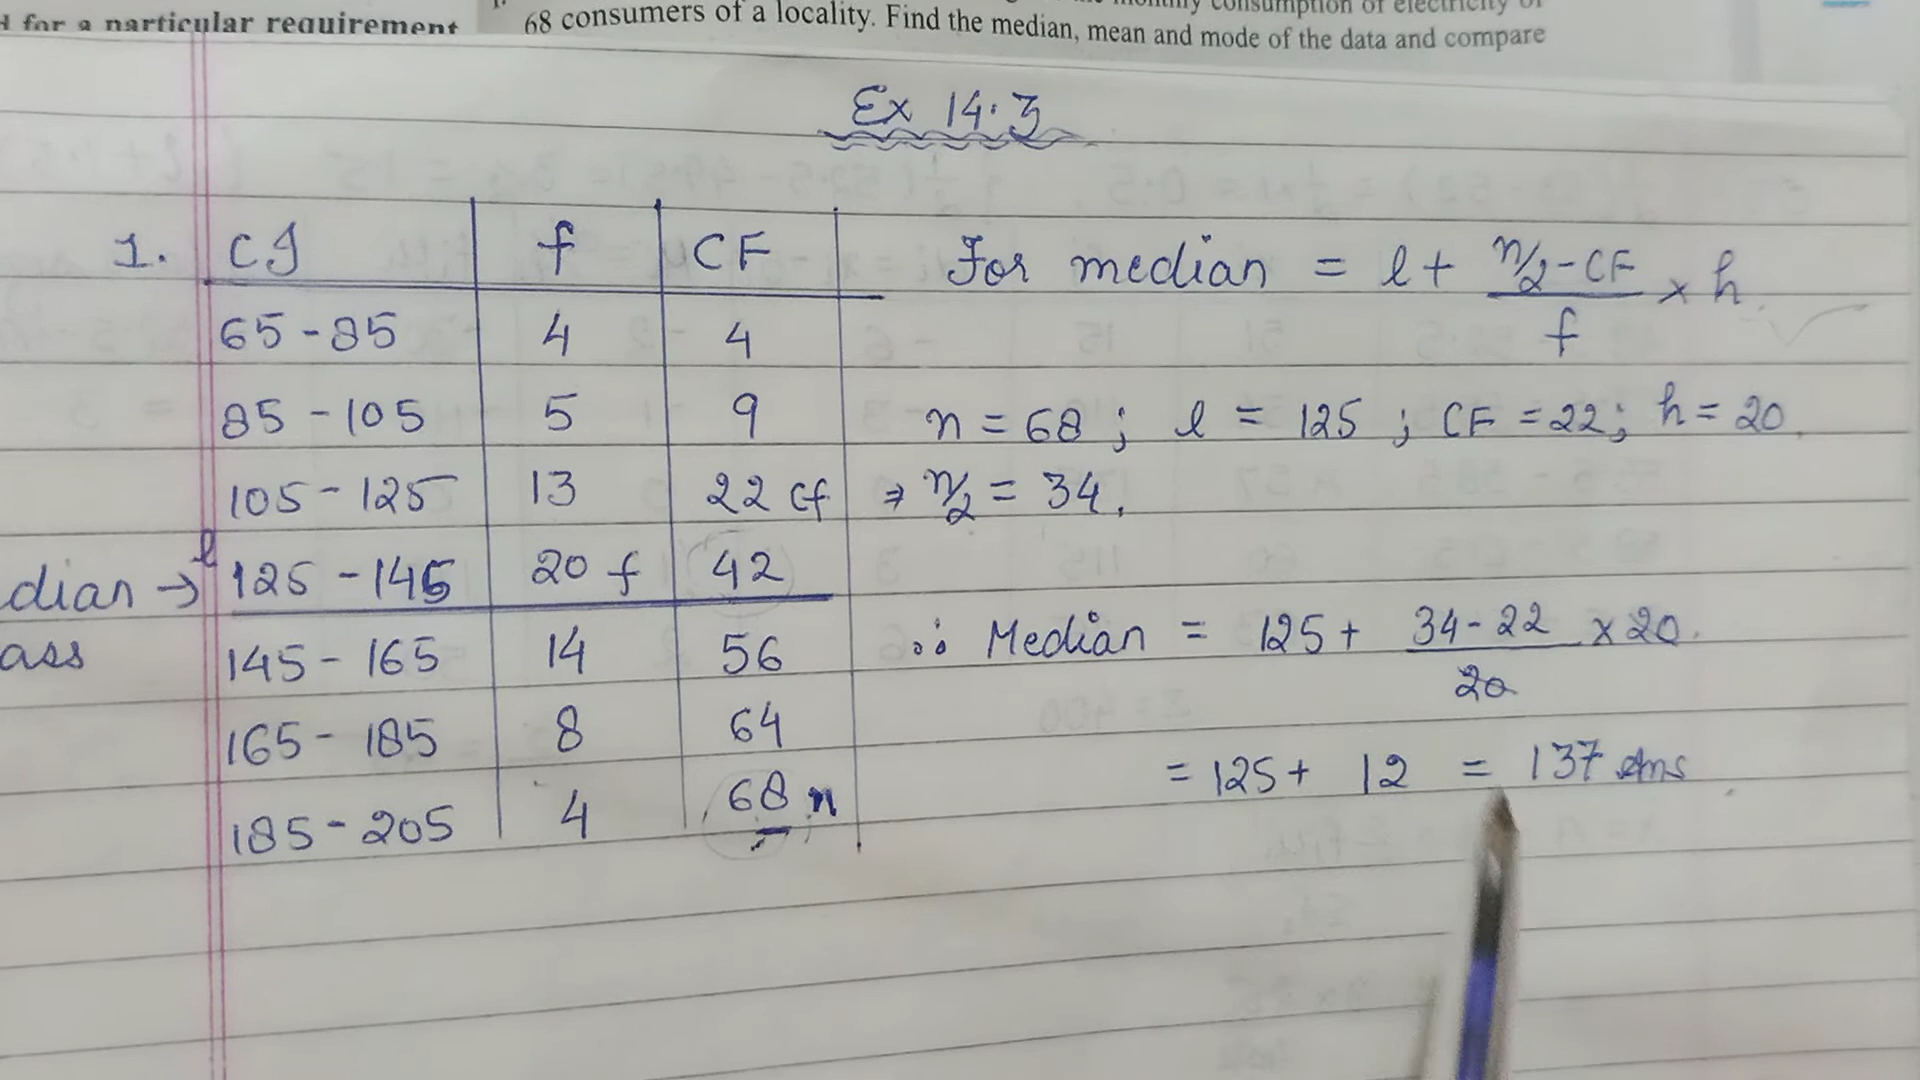 for a particular requirement
68 consumers of a locality. Find the median, mean and mode of the data and compare
Ex 14.3
1. CI f CF
65-85 4 4
85-105 5 9
105-125 13 22 cf
dian → l 125-145 20 f 42
ass 145-165 14 56
165-185 8 64
185-205 4 68 n
For median = l + n/2-CF/f × h
n = 68 ; l = 125 ; CF = 22 ; h = 20
⇒ n/2 = 34.
∴ Median = 125 + 34-22/20 × 20
= 125 + 12 = 137 Ans